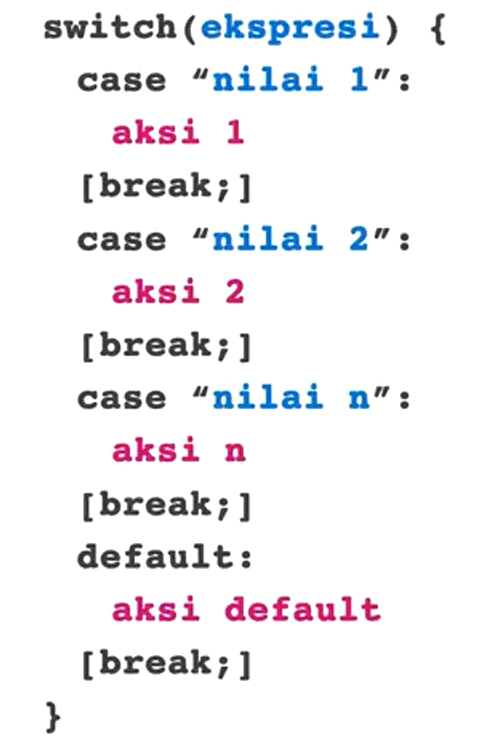 switch(ekspresi) {
case “nilai 1”:
aksi 1
[break;]
case “nilai 2”:
aksi 2
[break;]
case “nilai n”:
aksi n
[break;]
default:
aksi default
[break;]
}